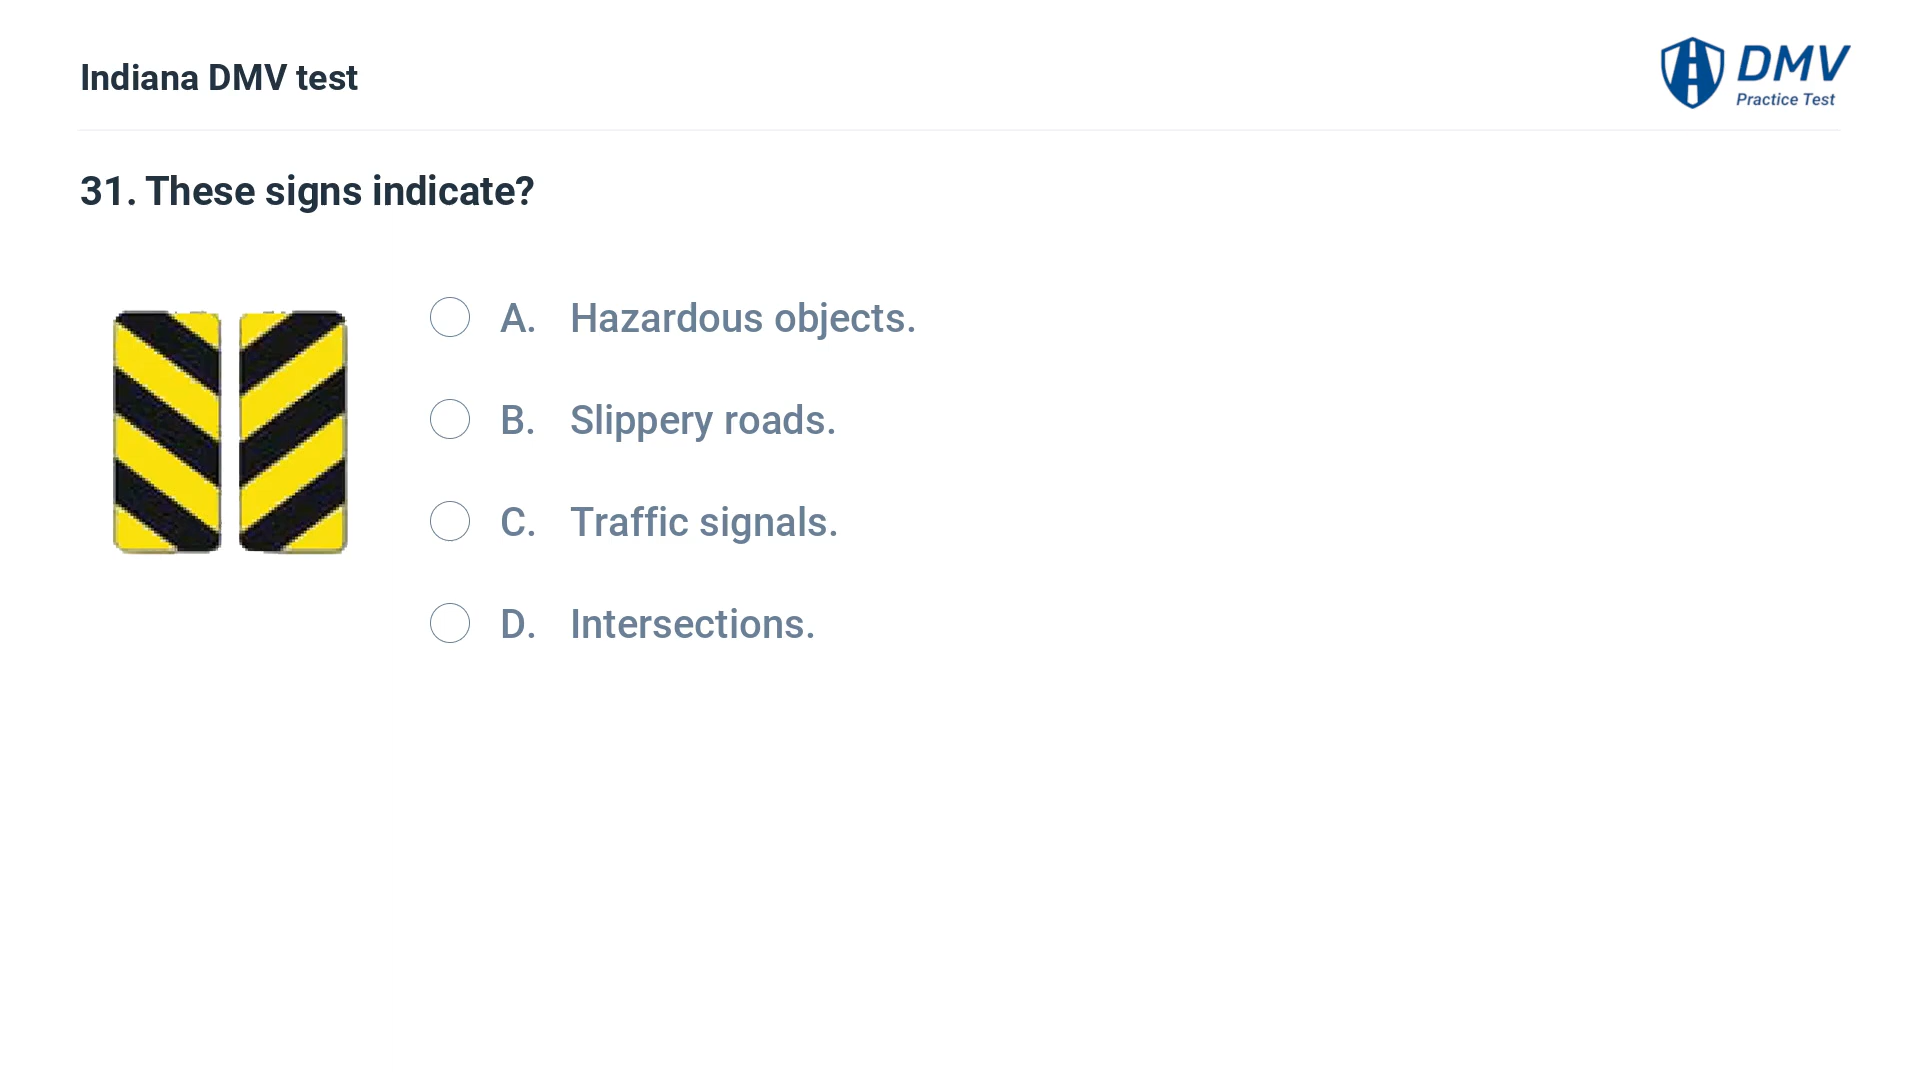 Indiana DMV test
DMV
Practice Test
31. These signs indicate?
A. Hazardous objects.
B. Slippery roads.
C. Traffic signals.
D. Intersections.